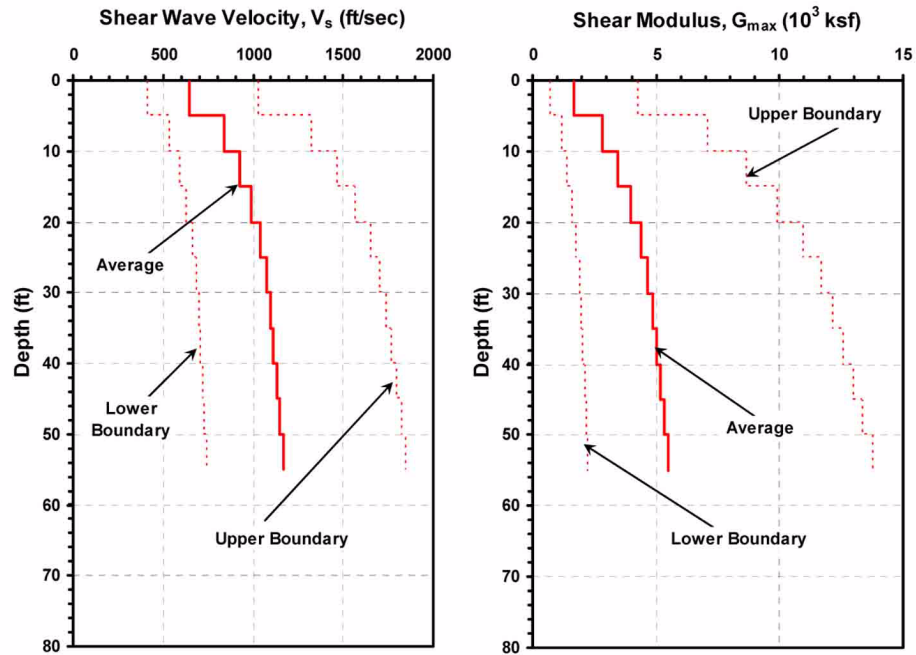 Shear Wave Velocity, Vs (ft/sec)
0 500 1000 1500 2000
0
10
20
30
40
50
60
70
80
Depth (ft)
Average
Lower
Boundary
Upper Boundary
Shear Modulus, Gmax (10³ ksf)
0 5 10 15
0
10
20
30
40
50
60
70
80
Depth (ft)
Upper Boundary
Average
Lower Boundary